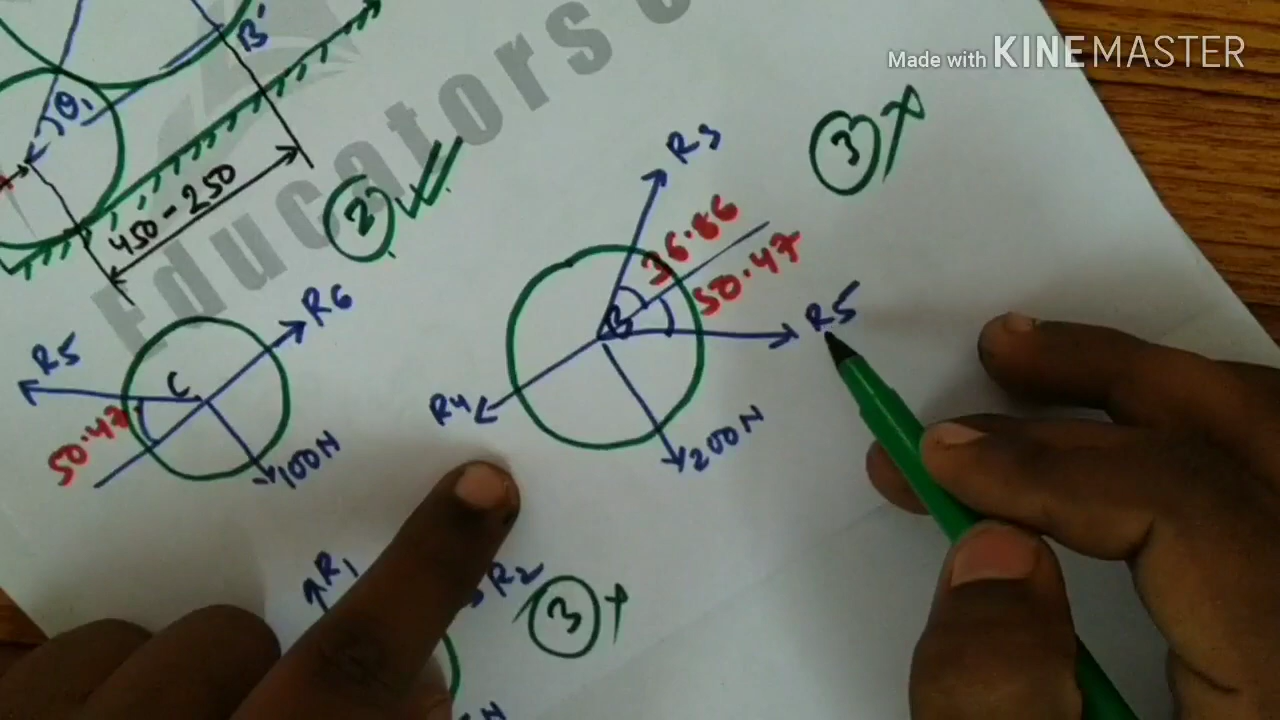 Made with KINEMASTER
Educators
B'
θ1
450-250
2
3
R3
36.86
50.47
R5
B
R4
200N
R6
R5
C
50.47
100N
R1
R2
3
N